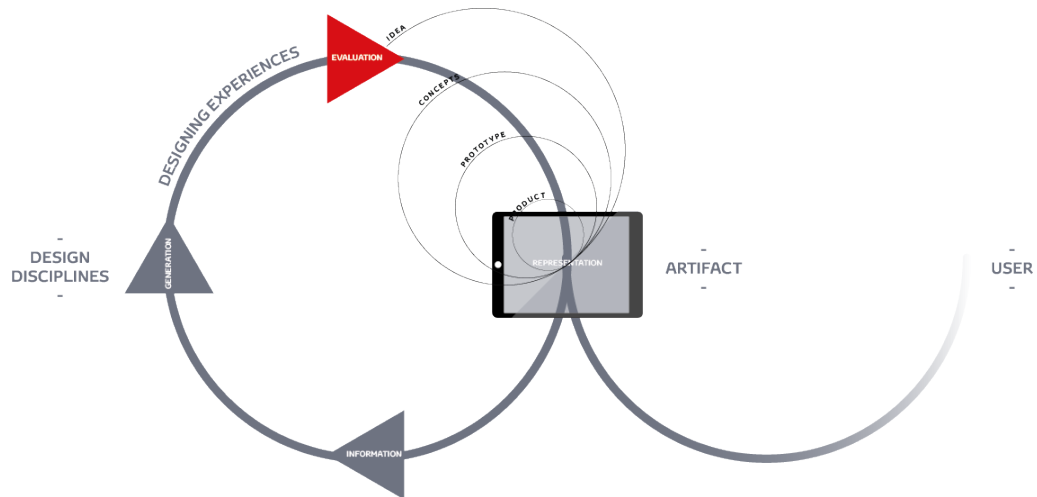 IDEA
EVALUATION
DESIGNING EXPERIENCES
CONCEPTS
PROTOTYPE
PRODUCT
GENERATION
DESIGN
DISCIPLINES
REPRESENTATION
ARTIFACT
USER
INFORMATION